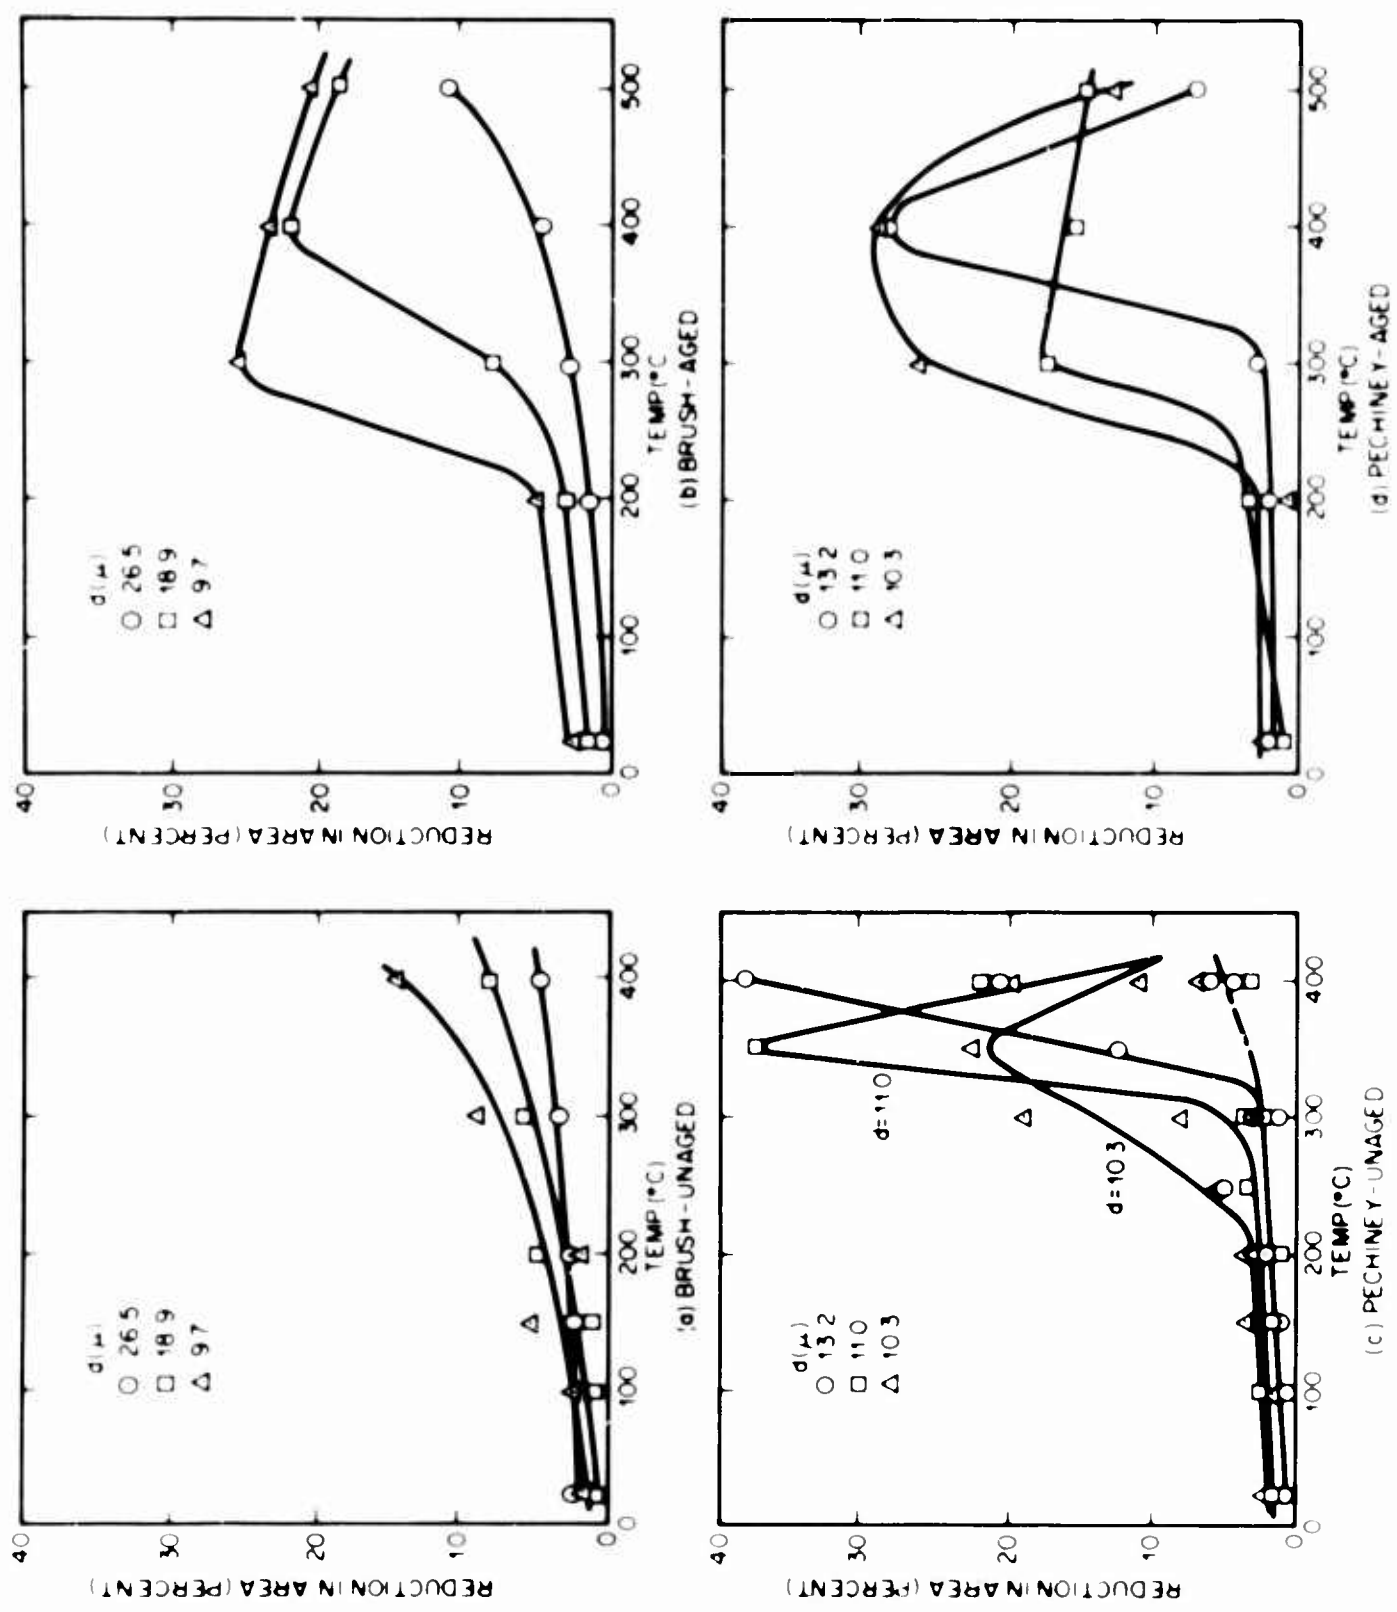 REDUCTION IN AREA (PERCENT)
40
30
20
10
0
d(μ)
○ 26.5
□ 18.9
△ 9.7
0 100 200 300 400
TEMP (°C)
(a) BRUSH-UNAGED
REDUCTION IN AREA (PERCENT)
40
30
20
10
0
d(μ)
○ 26.5
□ 18.9
△ 9.7
0 100 200 300 400 500
TEMP (°C
(b) BRUSH-AGED
REDUCTION IN AREA (PERCENT)
40
30
20
10
0
d(μ)
○ 13.2
□ 11.0
△ 10.3
d=11.0
d=10.3
0 100 200 300 400
TEMP (°C)
(c) PECHINEY-UNAGED
REDUCTION IN AREA (PERCENT)
40
30
20
10
0
d(μ)
○ 13.2
□ 11.0
△ 10.3
0 100 200 300 400 500
TEMP (°C)
(d) PECHINEY-AGED